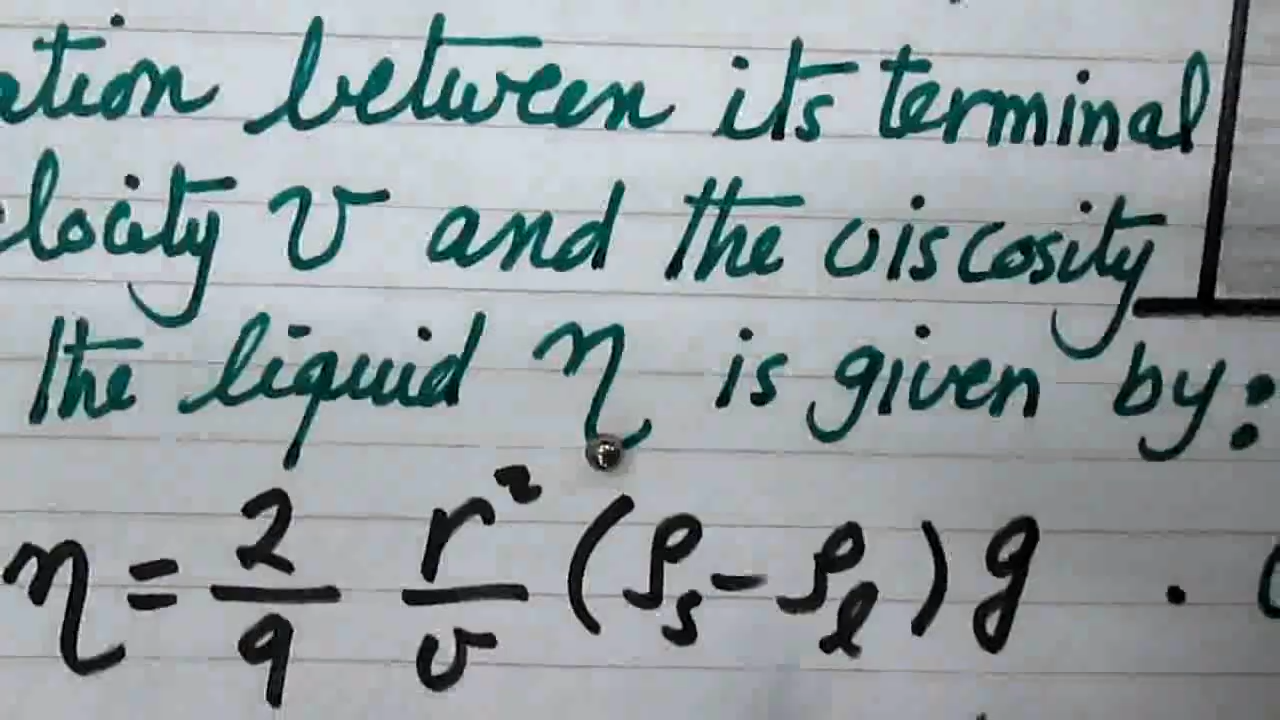 ation between its terminal
locity v and the viscosity
the liquid η is given by:
η = 2/9 r²/v (ρₛ - ρₗ) g . (